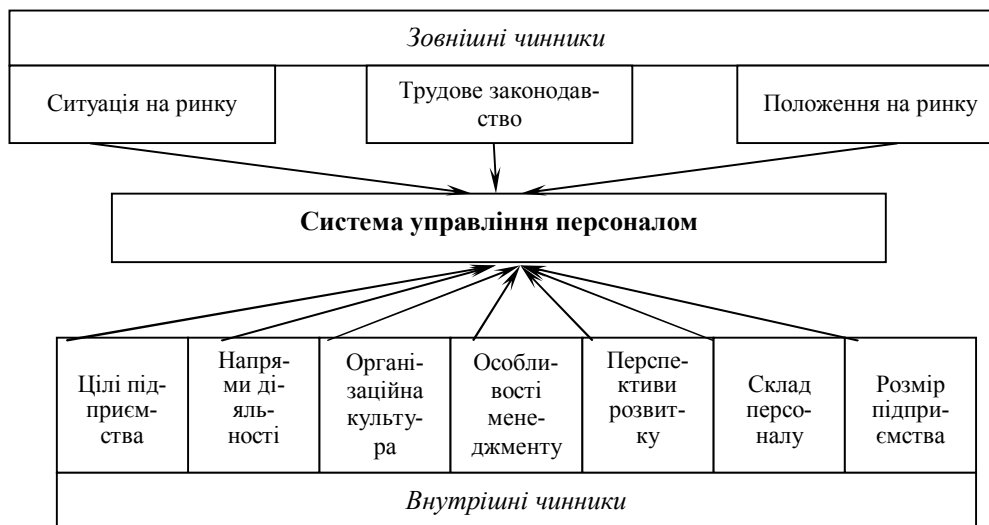 Зовнішні чинники
Ситуація на ринку
Трудове законодав-
ство
Положення на ринку
Система управління персоналом
Цілі під-
приєм-
ства
Напря-
ми ді-
яль-
ності
Органі-
заційна
культу-
ра
Особли-
вості
мене-
джменту
Перспе-
ктиви
розвит-
ку
Склад
персо-
налу
Розмір
підпри-
ємства
Внутрішні чинники